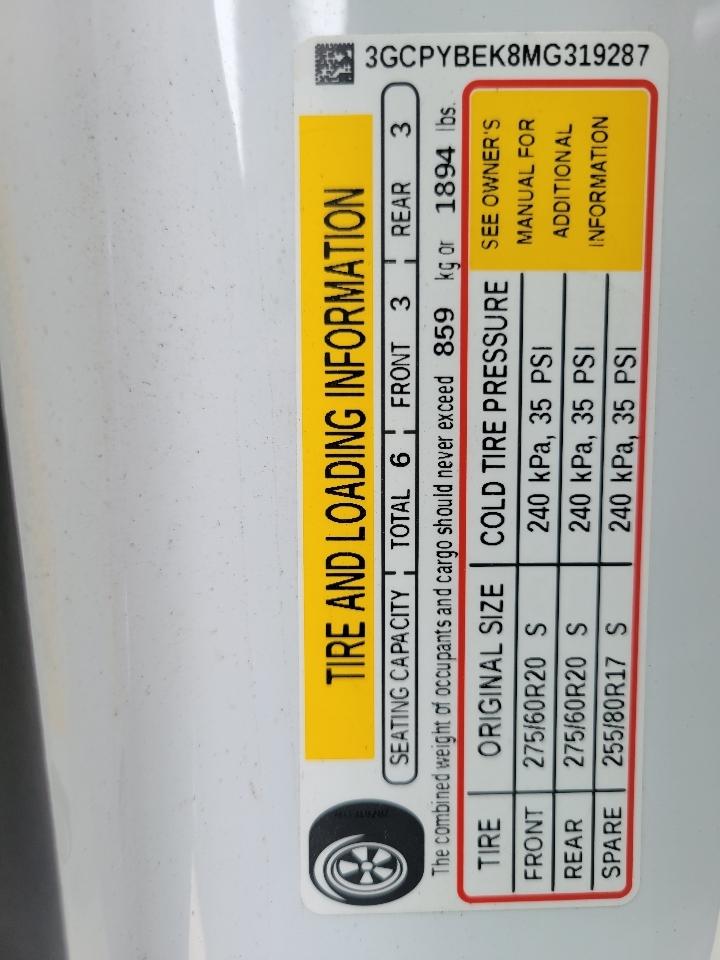 3GCPYBEK8MG319287
TIRE AND LOADING INFORMATION
SEATING CAPACITY TOTAL 6 FRONT 3 REAR 3
The combined weight of occupants and cargo should never exceed 859 kg or 1894 lbs.
TIRE ORIGINAL SIZE COLD TIRE PRESSURE
FRONT 275/60R20 S 240 kPa, 35 PSI
REAR 275/60R20 S 240 kPa, 35 PSI
SPARE 255/80R17 S 240 kPa, 35 PSI
SEE OWNER'S
MANUAL FOR
ADDITIONAL
INFORMATION